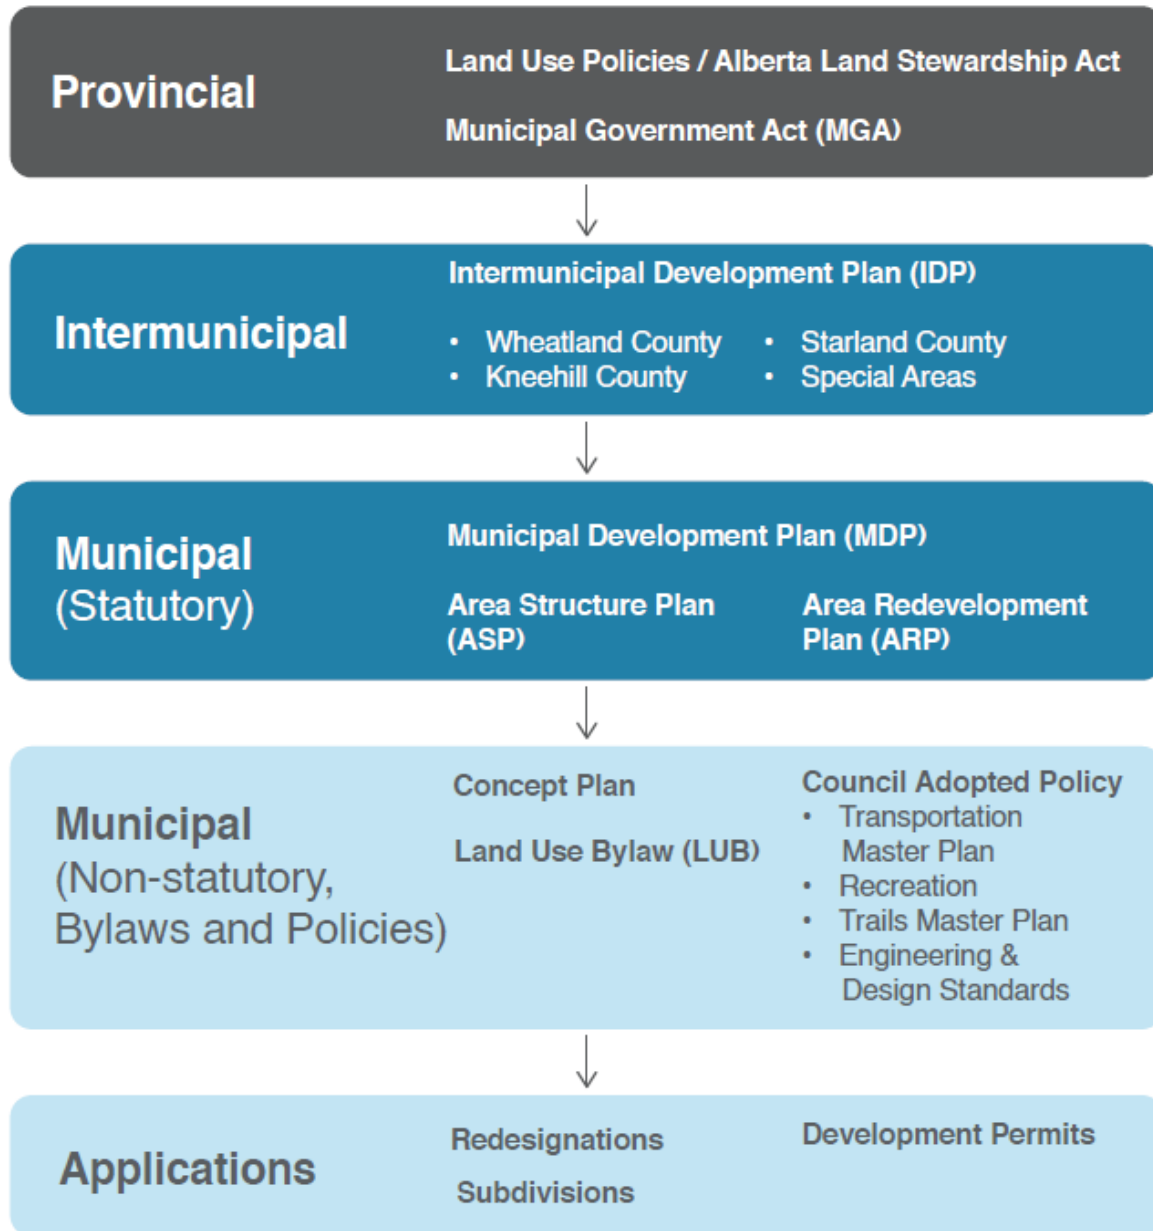 Provincial
Land Use Policies / Alberta Land Stewardship Act
Municipal Government Act (MGA)
Intermunicipal
Intermunicipal Development Plan (IDP)
• Wheatland County
• Kneehill County
• Starland County
• Special Areas
Municipal
(Statutory)
Municipal Development Plan (MDP)
Area Structure Plan
(ASP)
Area Redevelopment
Plan (ARP)
Municipal
(Non-statutory,
Bylaws and Policies)
Concept Plan
Land Use Bylaw (LUB)
Council Adopted Policy
• Transportation
Master Plan
• Recreation
• Trails Master Plan
• Engineering &
Design Standards
Applications
Redesignations
Subdivisions
Development Permits